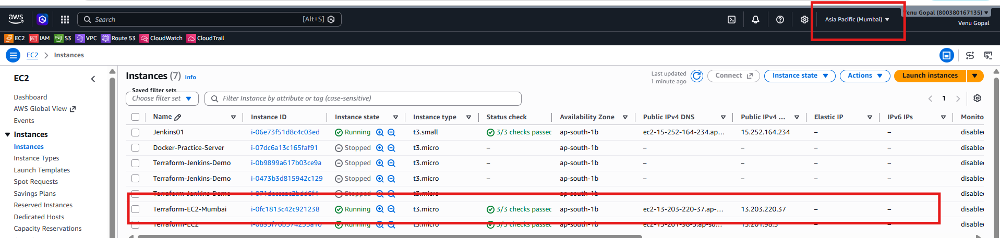 aws
Search [Alt+S]
Asia Pacific (Mumbai) ▼
Venu Gopal (800380167135) ▼
Venu Gopal
EC2 IAM S3 VPC Route 53 CloudWatch CloudTrail
EC2 > Instances
EC2
Dashboard
AWS Global View
Events
Instances
Instances
Instance Types
Launch Templates
Spot Requests
Savings Plans
Reserved Instances
Dedicated Hosts
Capacity Reservations
Instances (7) Info
Last updated
1 minute ago
Connect Instance state Actions Launch instances
Saved filter sets
Choose filter set
Filter Instance by attribute or tag (case-sensitive)
1
Name Instance ID Instance state Instance type Status check Availability Zone Public IPv4 DNS Public IPv4 ... Elastic IP IPv6 IPs Monito
Jenkins01 i-06e73f51d8c4c03ed Running t3.small 3/3 checks passec ap-south-1b ec2-15-252-164-234.ap... 15.252.164.234 – – disable
Docker-Practice-Server i-07dc6a13c165faf91 Stopped t3.micro – ap-south-1b – – – – disable
Terraform-Jenkins-Demo i-0b9899a617b03ce9a Stopped t3.micro – ap-south-1b – – – – disable
Terraform-Jenkins-Demo i-0473b3d815942c129 Stopped t3.micro – ap-south-1b – – – – disable
Terraform-Jenkins-Demo Stopped t3.micro – ap-south-1b – – – – disable
Terraform-EC2-Mumbai i-0fc1813c42c921238 Running t3.micro 3/3 checks passec ap-south-1b ec2-13-203-220-37.ap-... 13.203.220.37 – – disable
Terraform-EC2 Running t3.micro 3/3 checks passec ap-south-1b ec2-13-201-98-3.ap-so... 13.201.98.3 – – disable